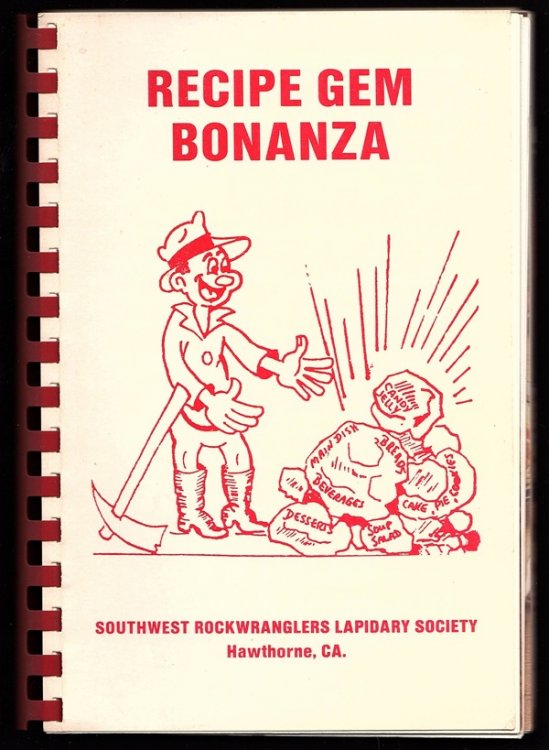 RECIPE GEM
BONANZA
CANDY
JELLY
MAIN DISH
BREADS
BEVERAGES
CAKE, PIE, COOKIES
DESSERTS
SOUP
SALAD
SOUTHWEST ROCKWRANGLERS LAPIDARY SOCIETY
Hawthorne, CA.